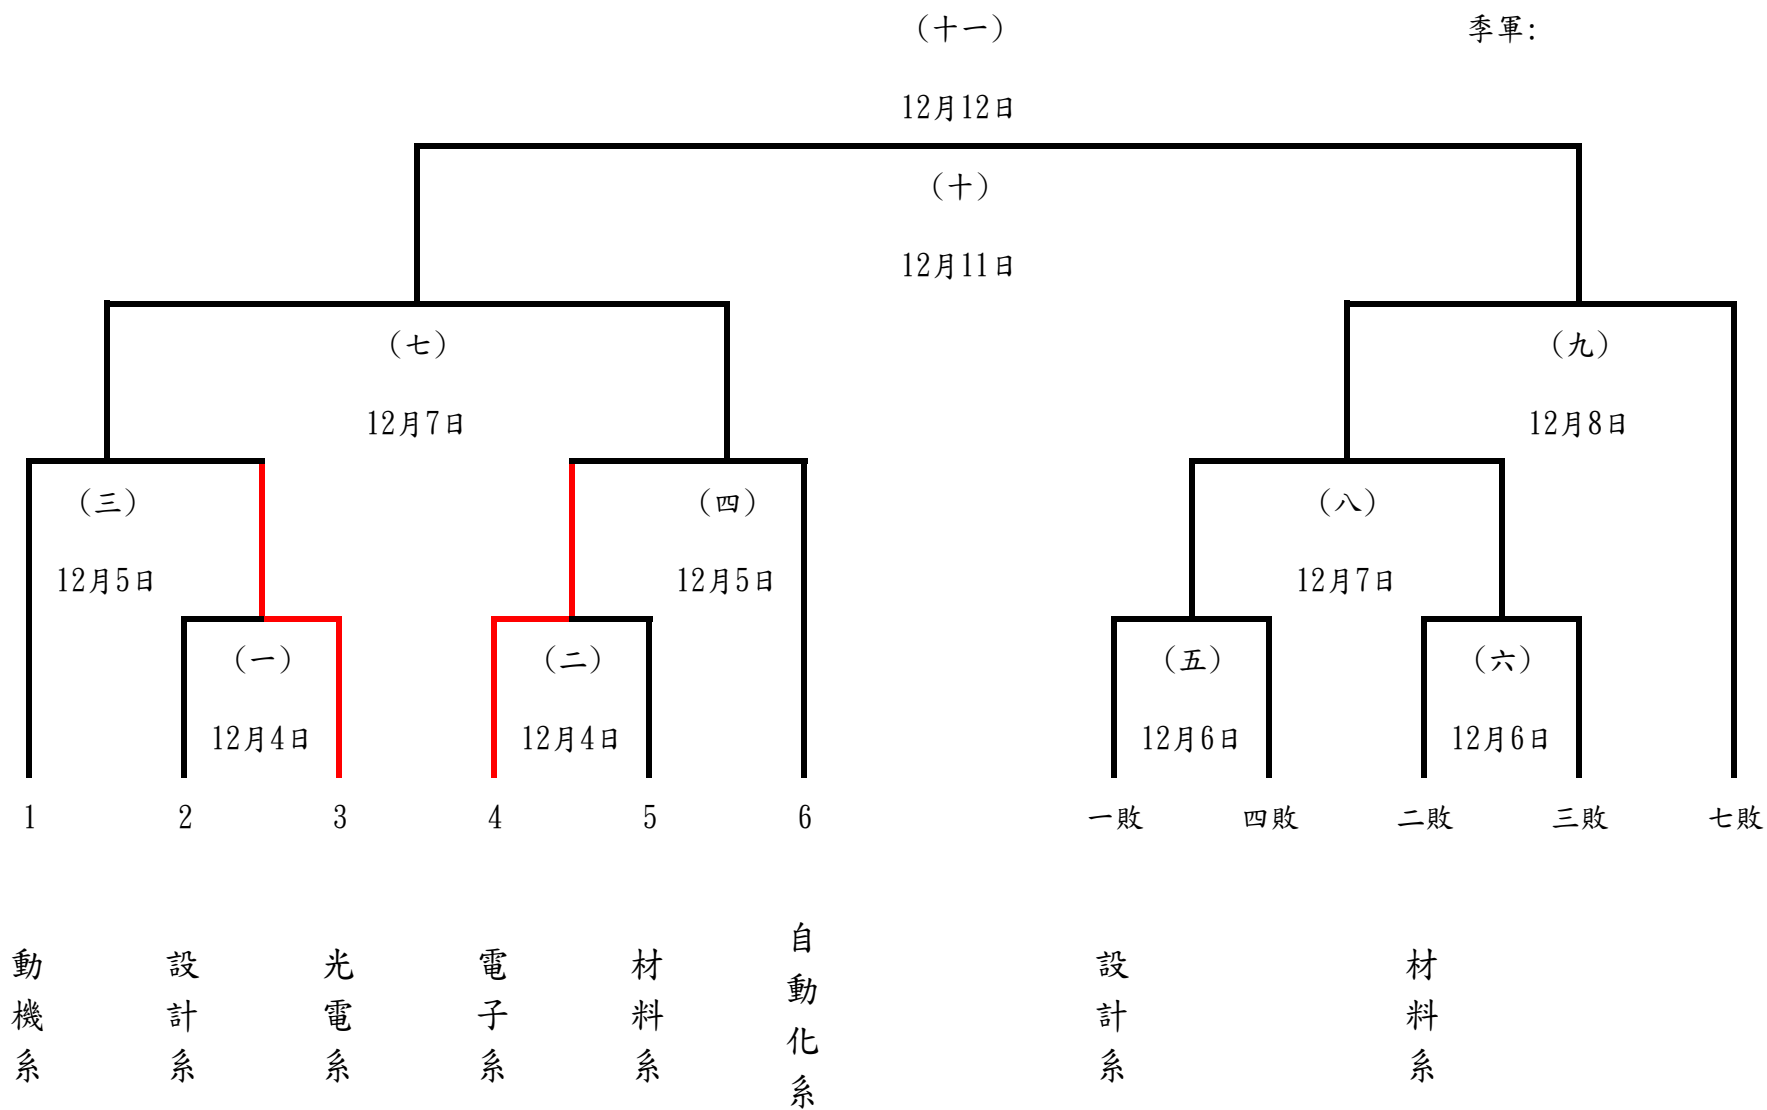 (十一)
季軍:
12月12日
(十)
12月11日
(七)
(九)
12月7日
12月8日
(三)
(四)
(八)
12月5日
12月5日
12月7日
(一)
(二)
(五)
(六)
12月4日
12月4日
12月6日
12月6日
1
2
3
4
5
6
一敗
四敗
二敗
三敗
七敗
動機系
設計系
光電系
電子系
材料系
自動化系
設計系
材料系